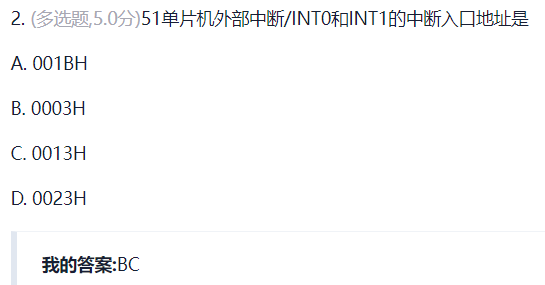 2. (多选题,5.0分)51单片机外部中断/INT0和INT1的中断入口地址是
A. 001BH
B. 0003H
C. 0013H
D. 0023H
我的答案:BC